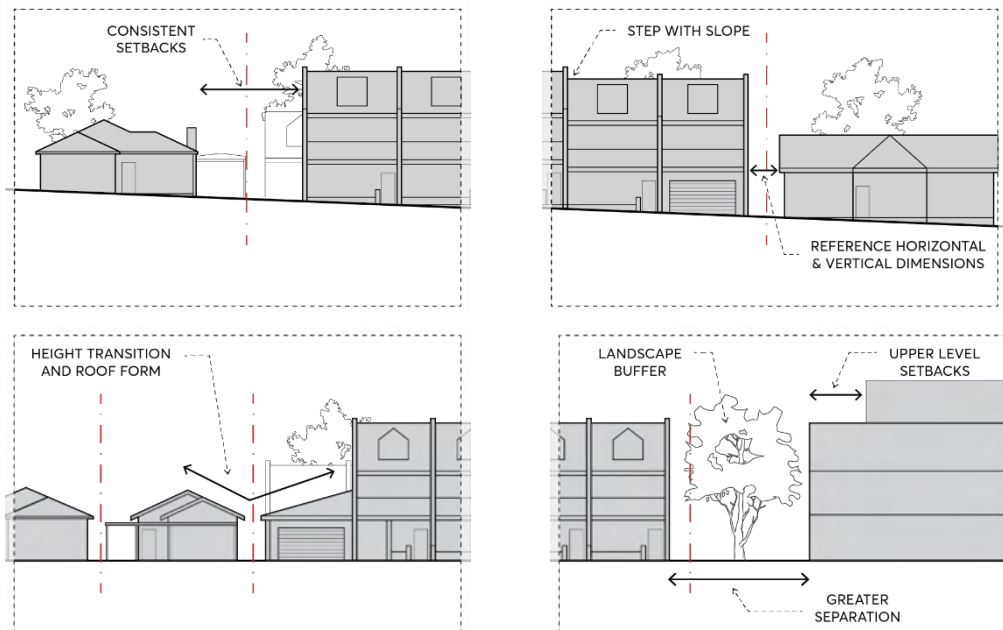 CONSISTENT
SETBACKS
STEP WITH SLOPE
REFERENCE HORIZONTAL
& VERTICAL DIMENSIONS
HEIGHT TRANSITION
AND ROOF FORM
LANDSCAPE
BUFFER
UPPER LEVEL
SETBACKS
GREATER
SEPARATION